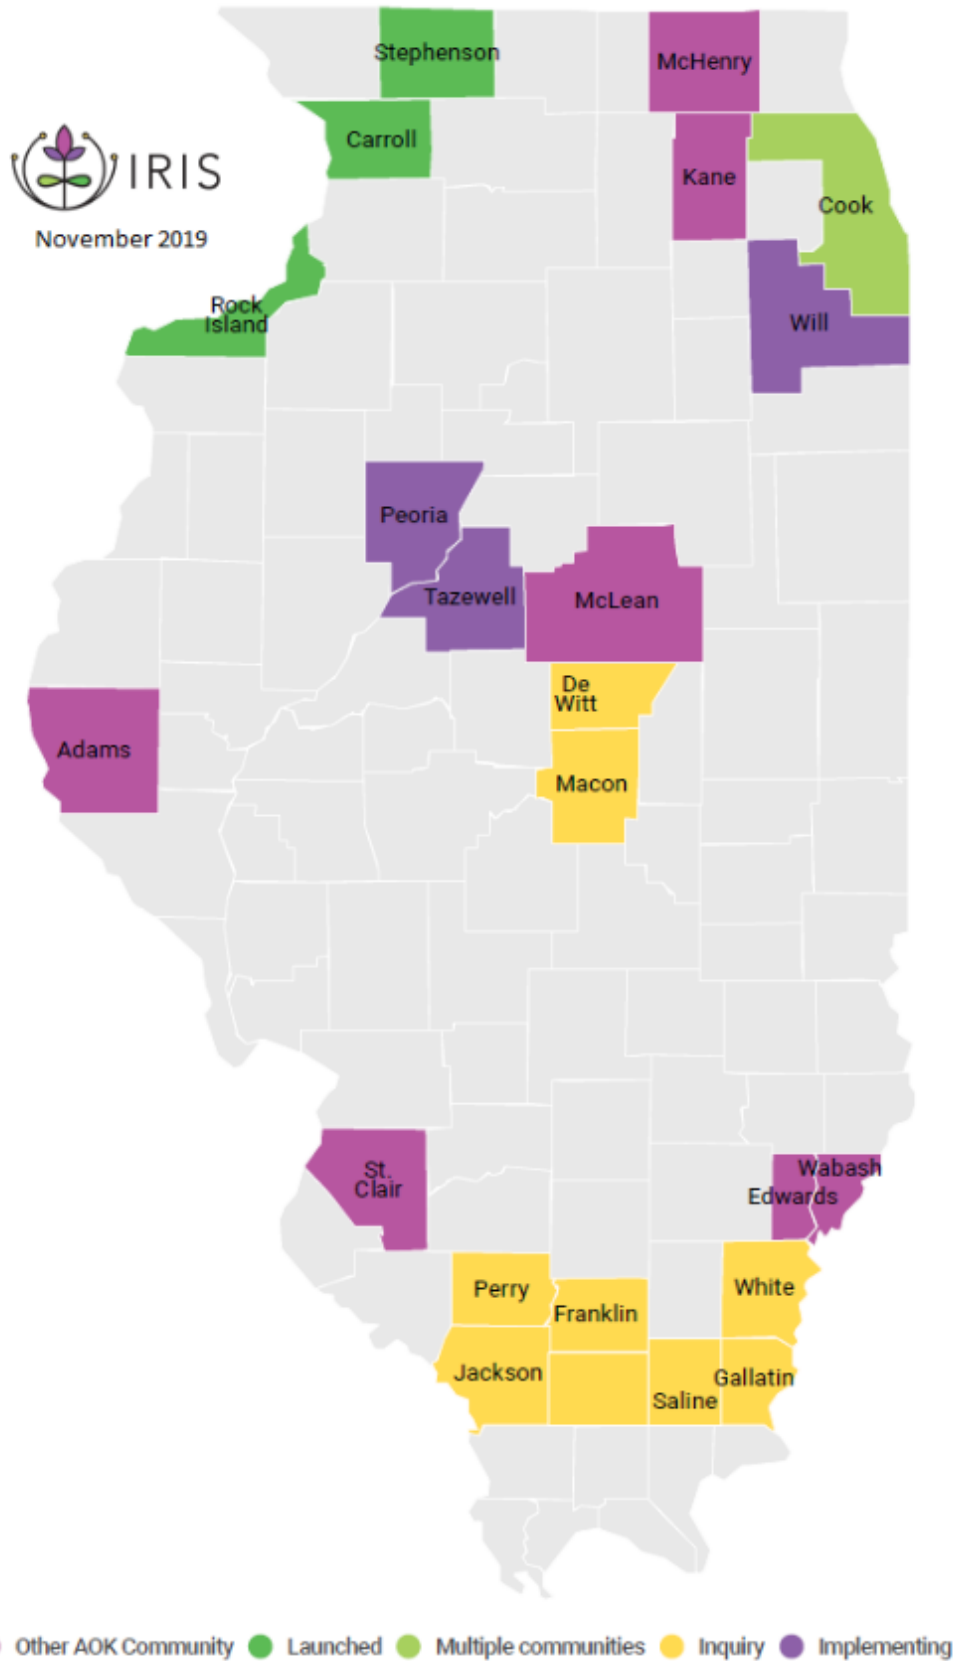 Stephenson
McHenry
Carroll
IRIS
Kane
Cook
November 2019
Rock
Island
Will
Peoria
Tazewell
McLean
De
Witt
Adams
Macon
St.
Clair
Wabash
Edwards
Perry
White
Franklin
Jackson
Gallatin
Saline
Other AOK Community Launched Multiple communities Inquiry Implementing